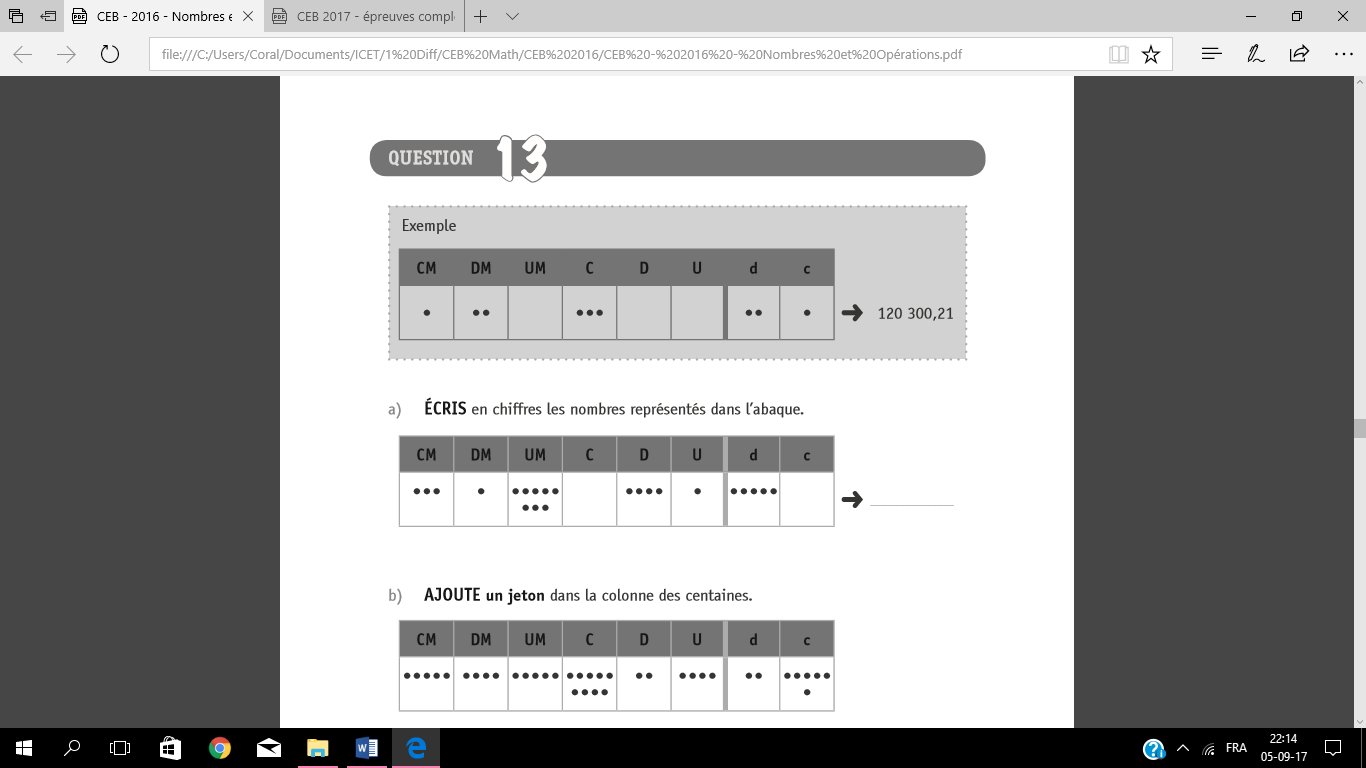 CEB - 2016 - Nombres e
CEB 2017 - épreuves compl
file:///C:/Users/Coral/Documents/ICET/1%20Diff/CEB%20Math/CEB%202016/CEB%20-%202016%20-%20Nombres%20et%20Opérations.pdf
QUESTION 13
Exemple
CM DM UM C D U d c
120 300,21
a) ÉCRIS en chiffres les nombres représentés dans l'abaque.
CM DM UM C D U d c
b) AJOUTE un jeton dans la colonne des centaines.
CM DM UM C D U d c
FRA
22:14
05-09-17